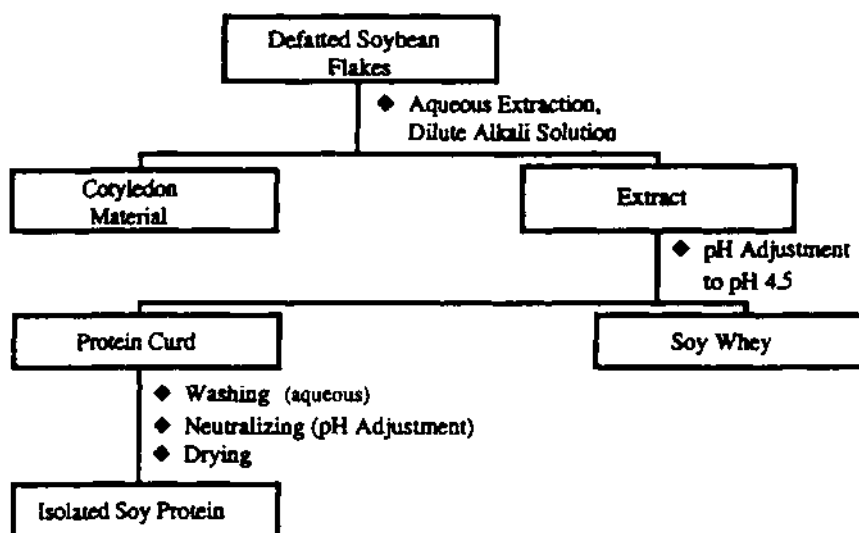 Defatted Soybean
Flakes
◆ Aqueous Extraction,
Dilute Alkali Solution
Cotyledon
Material
Extract
◆ pH Adjustment
to pH 4.5
Protein Curd
Soy Whey
◆ Washing (aqueous)
◆ Neutralizing (pH Adjustment)
◆ Drying
Isolated Soy Protein